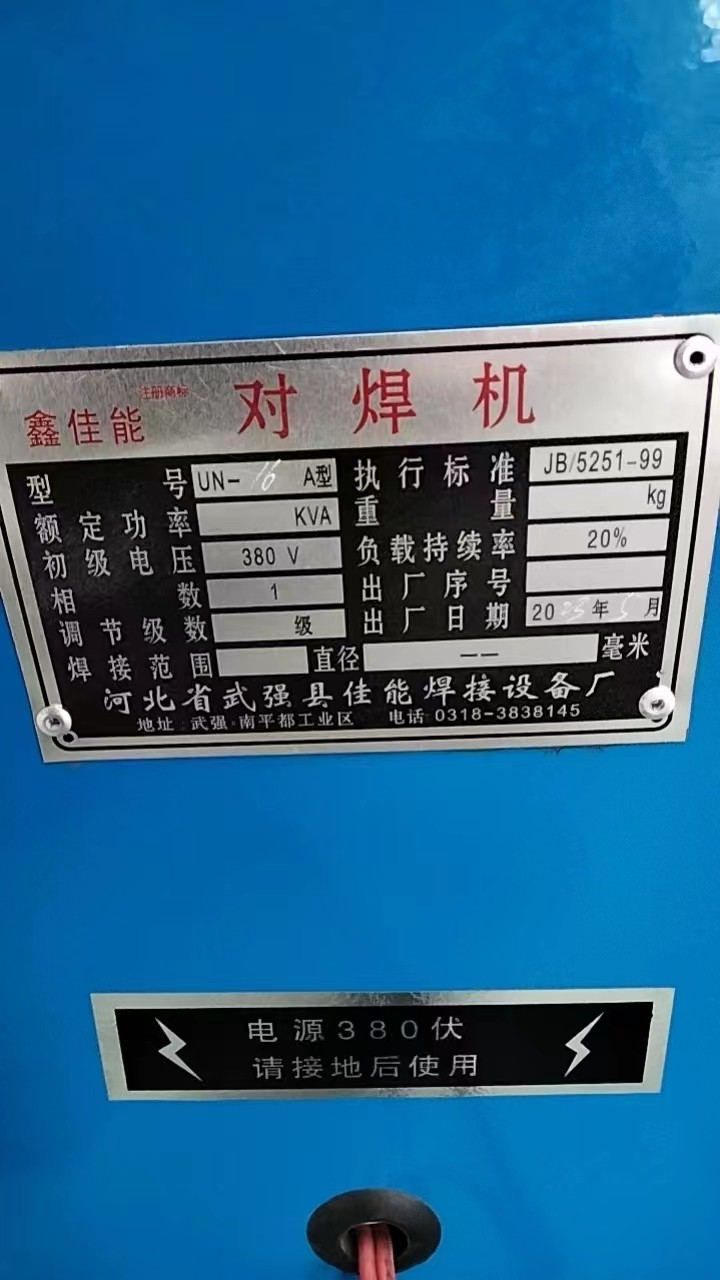 注册商标
鑫佳能 对焊机
型号 UN-16 A型 执行标准 JB/5251-99
额定功率 KVA 重量 kg
初级电压 380 V 负载持续率 20%
相数 1 出厂序号
调节级数 级 出厂日期 2023年5月
焊接范围 直径 —— 毫米
河北省武强县佳能焊接设备厂
地址 武强·南平都工业区 电话 0318-3838145
电源380伏
请接地后使用